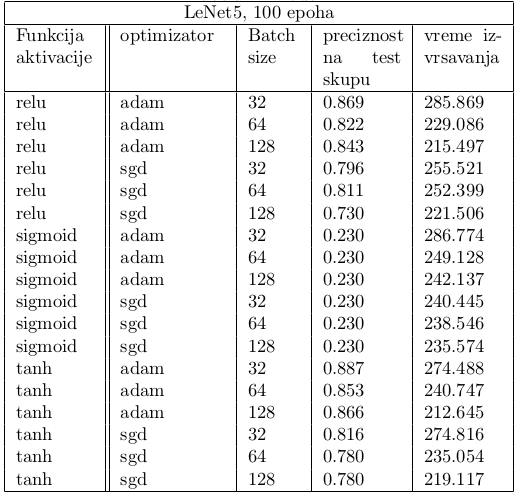 LeNet5, 100 epoha
Funkcija aktivacije optimizator Batch size preciznost na test skupu vreme iz-vrsavanja
relu adam 32 0.869 285.869
relu adam 64 0.822 229.086
relu adam 128 0.843 215.497
relu sgd 32 0.796 255.521
relu sgd 64 0.811 252.399
relu sgd 128 0.730 221.506
sigmoid adam 32 0.230 286.774
sigmoid adam 64 0.230 249.128
sigmoid adam 128 0.230 242.137
sigmoid sgd 32 0.230 240.445
sigmoid sgd 64 0.230 238.546
sigmoid sgd 128 0.230 235.574
tanh adam 32 0.887 274.488
tanh adam 64 0.853 240.747
tanh adam 128 0.866 212.645
tanh sgd 32 0.816 274.816
tanh sgd 64 0.780 235.054
tanh sgd 128 0.780 219.117